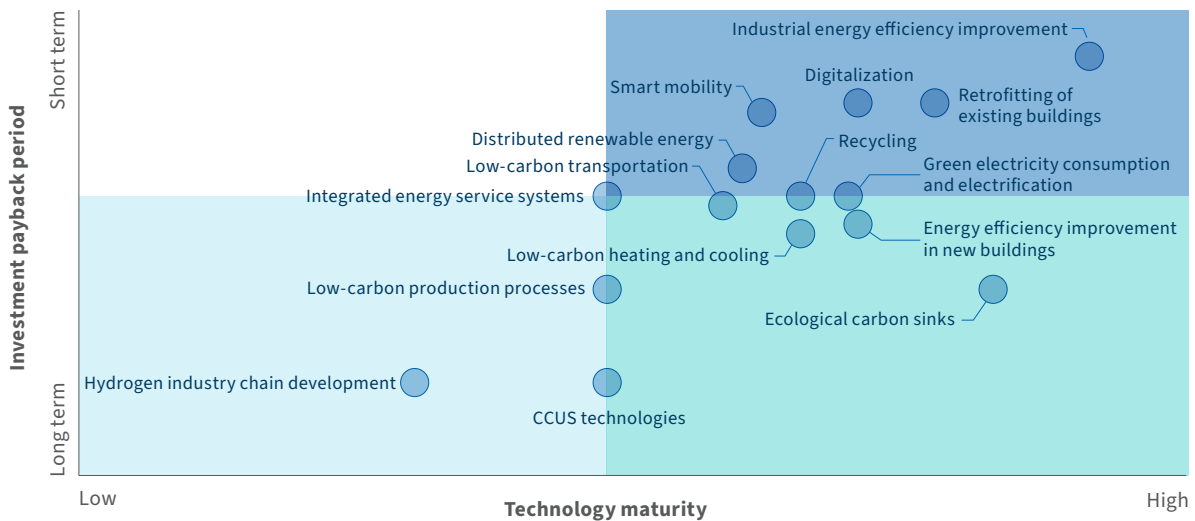 Industrial energy efficiency improvement
Short term
Digitalization
Smart mobility
Retrofitting of
existing buildings
Distributed renewable energy
Recycling
Low-carbon transportation
Green electricity consumption
and electrification
Integrated energy service systems
Investment payback period
Energy efficiency improvement
in new buildings
Low-carbon heating and cooling
Low-carbon production processes
Ecological carbon sinks
Hydrogen industry chain development
CCUS technologies
Long term
Low
Technology maturity
High